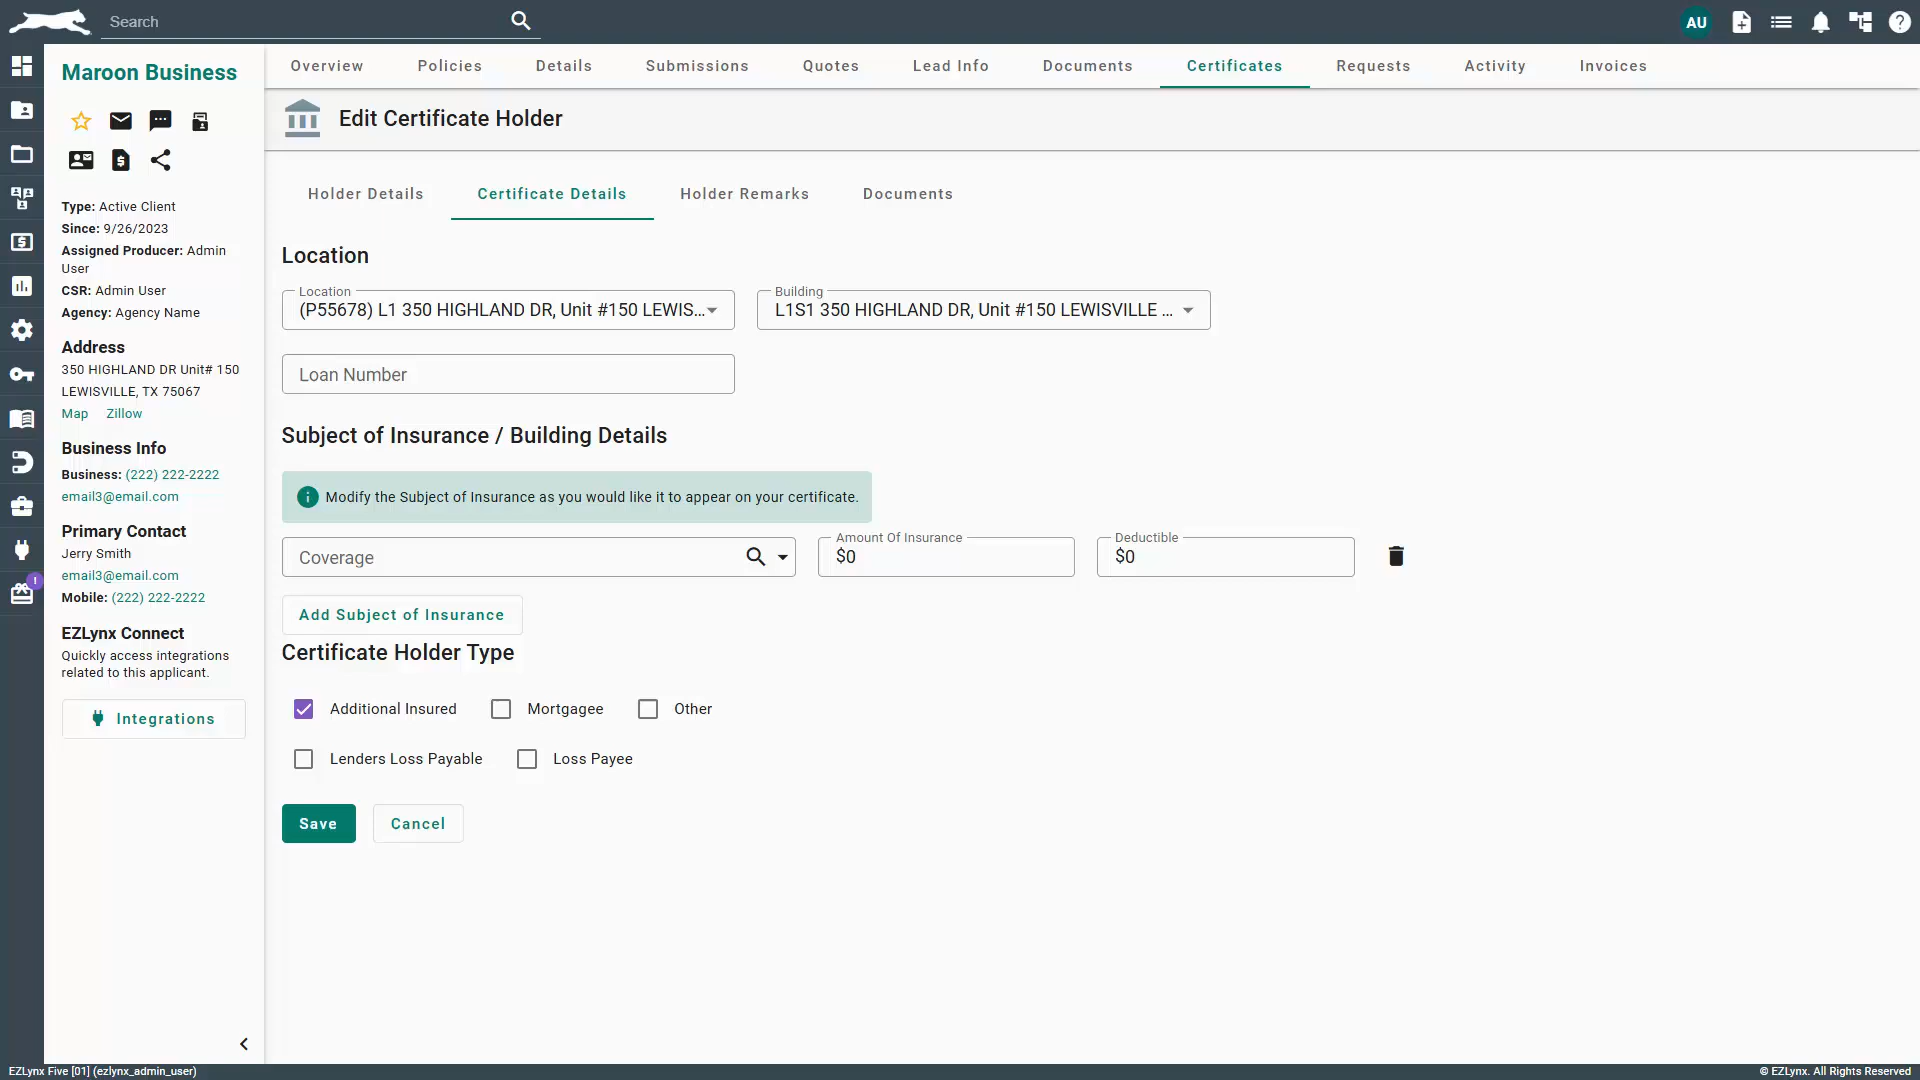 Search
AU
Maroon Business
Overview Policies Details Submissions Quotes Lead Info Documents Certificates Requests Activity Invoices
Edit Certificate Holder
Type: Active Client
Since: 9/26/2023
Assigned Producer: Admin
User
CSR: Admin User
Agency: Agency Name
Address
350 HIGHLAND DR Unit# 150
LEWISVILLE, TX 75067
Map Zillow
Business Info
Business: (222) 222-2222
email3@email.com
Primary Contact
Jerry Smith
email3@email.com
Mobile: (222) 222-2222
EZLynx Connect
Quickly access integrations
related to this applicant.
Integrations
!
Holder Details Certificate Details Holder Remarks Documents
Location
Location
(P55678) L1 350 HIGHLAND DR, Unit #150 LEWIS...
Building
L1S1 350 HIGHLAND DR, Unit #150 LEWISVILLE ...
Loan Number
Subject of Insurance / Building Details
Modify the Subject of Insurance as you would like it to appear on your certificate.
Coverage
Amount Of Insurance
$0
Deductible
$0
Add Subject of Insurance
Certificate Holder Type
Additional Insured Mortgagee Other
Lenders Loss Payable Loss Payee
Save Cancel
EZLynx Five [01] (ezlynx_admin_user)
© EZLynx. All Rights Reserved